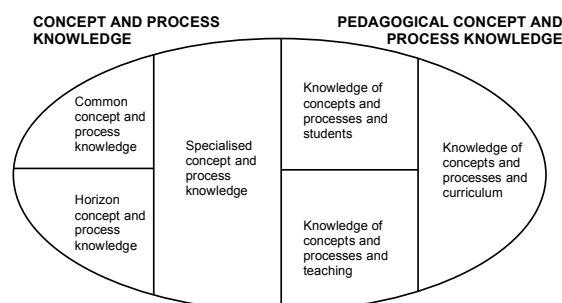 CONCEPT AND PROCESS
KNOWLEDGE
PEDAGOGICAL CONCEPT AND
PROCESS KNOWLEDGE
Common
concept and
process
knowledge
Horizon
concept and
process
knowledge
Specialised
concept and
process
knowledge
Knowledge of
concepts and
processes and
students
Knowledge of
concepts and
processes and
teaching
Knowledge of
concepts and
processes and
curriculum